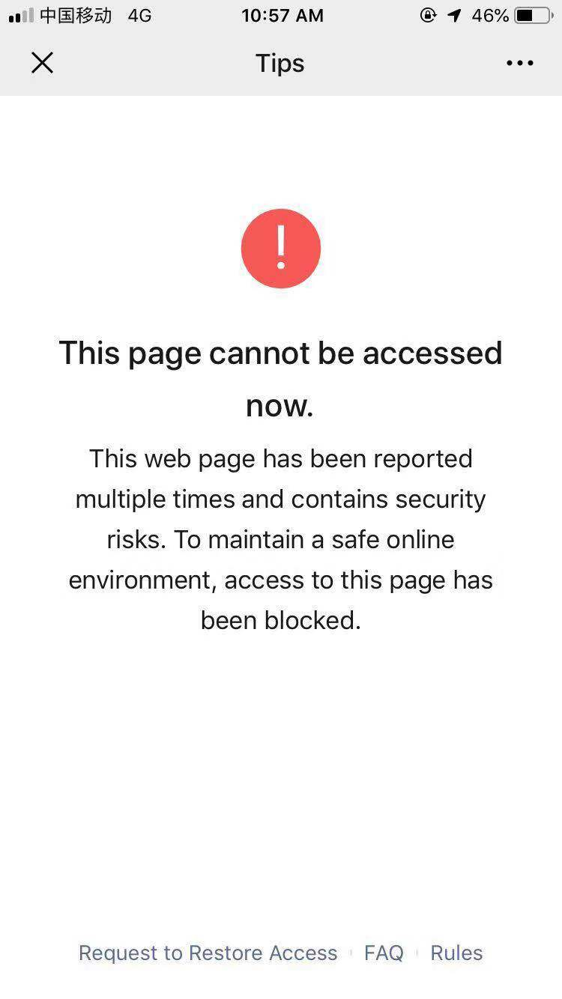 中国移动 4G 10:57 AM 46%
Tips
This page cannot be accessed
now.
This web page has been reported
multiple times and contains security
risks. To maintain a safe online
environment, access to this page has
been blocked.
Request to Restore Access FAQ Rules